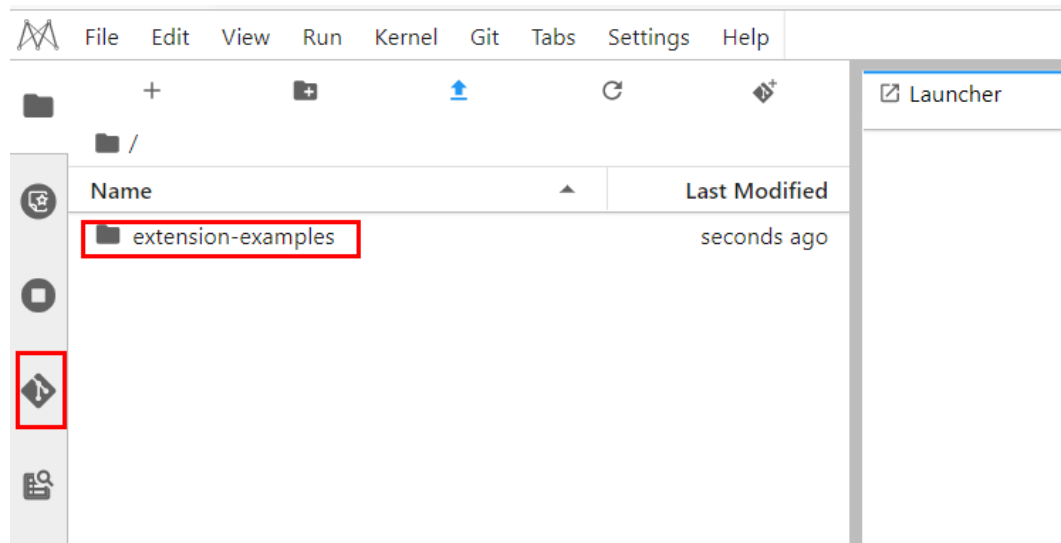 File Edit View Run Kernel Git Tabs Settings Help
Launcher
/
Name Last Modified
extension-examples seconds ago